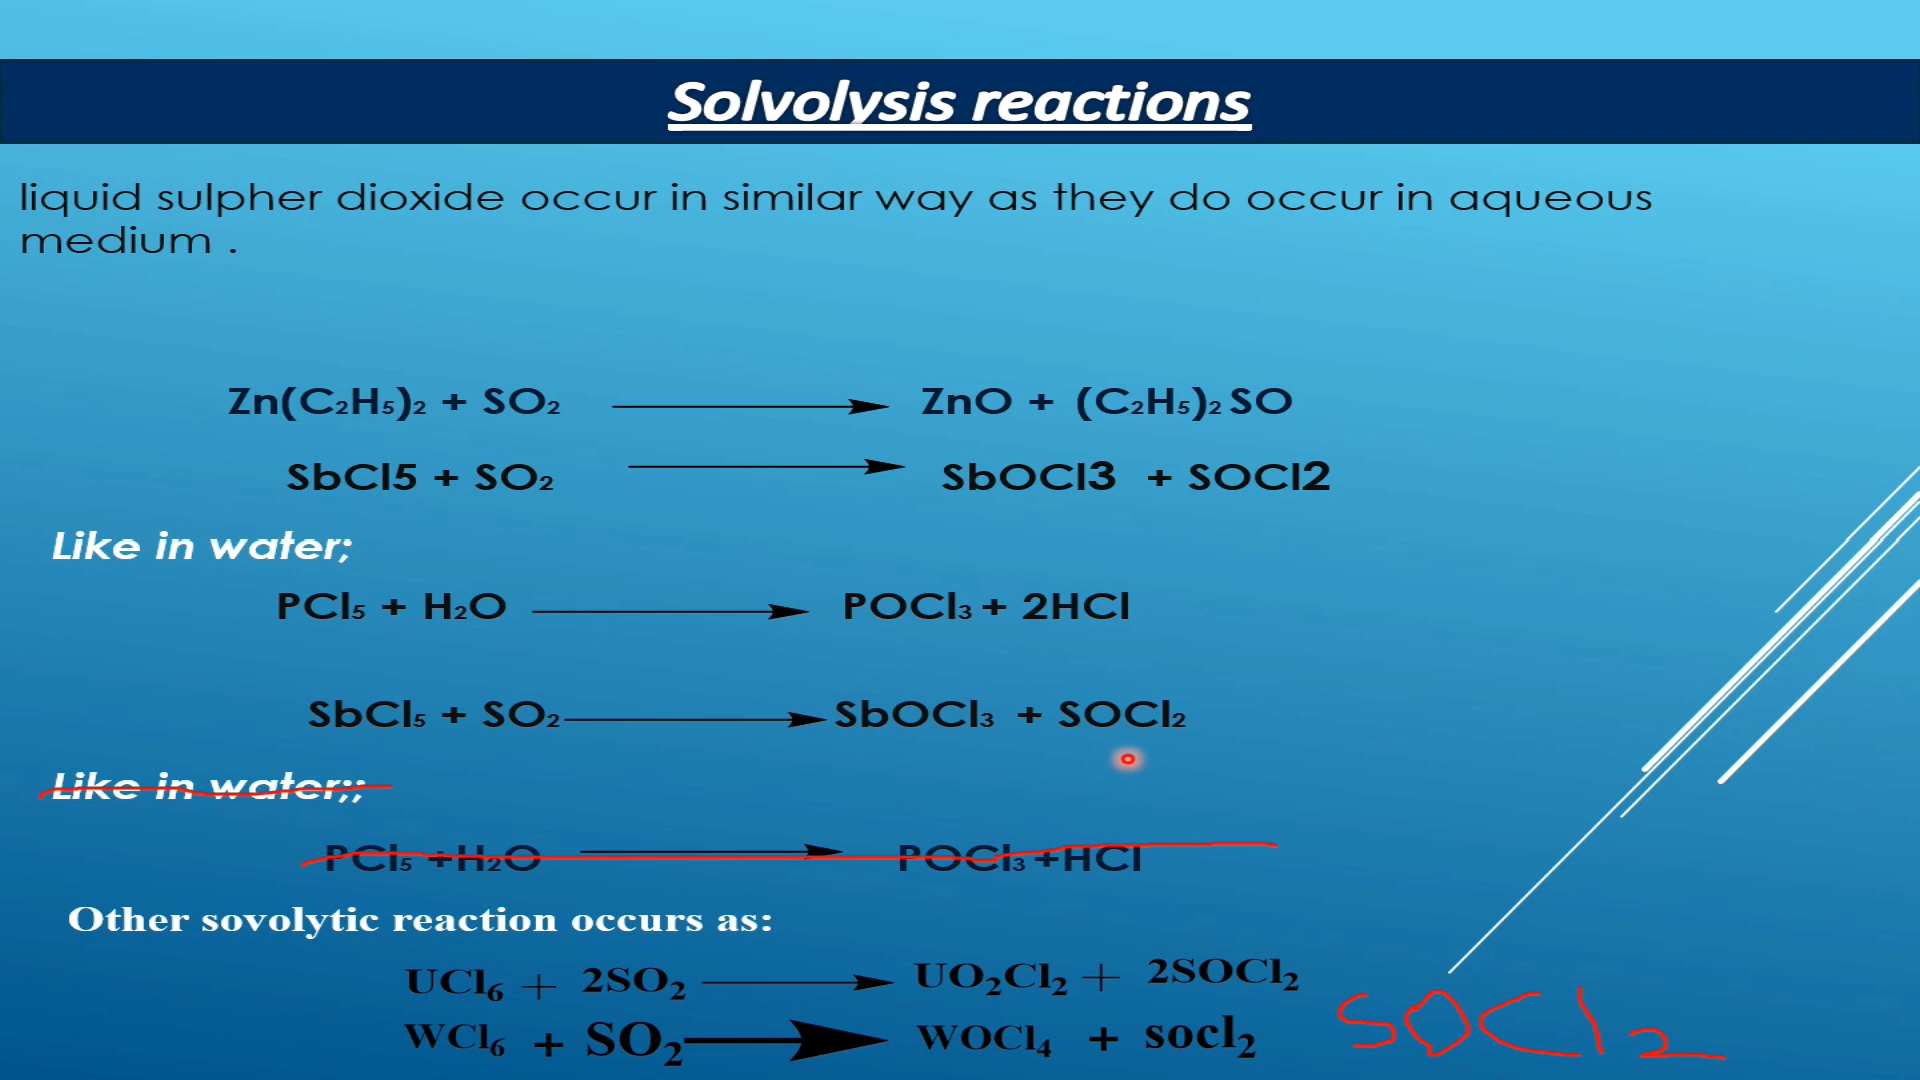 Solvolysis reactions
liquid sulpher dioxide occur in similar way as they do occur in aqueous
medium .
Zn(C₂H₅)₂ + SO₂ ⟶ ZnO + (C₂H₅)₂ SO
SbCl5 + SO₂ ⟶ SbOCl3 + SOCl2
Like in water;
PCl₅ + H₂O ⟶ POCl₃ + 2HCl
SbCl₅ + SO₂ ⟶ SbOCl₃ + SOCl₂
Like in water;;
PCl₅ +H₂O ⟶ POCl₃ +HCl
Other sovolytic reaction occurs as:
UCl₆ + 2SO₂ ⟶ UO₂Cl₂ + 2SOCl₂
WCl₆ + SO₂ ⟶ WOCl₄ + socl₂
SOCl₂